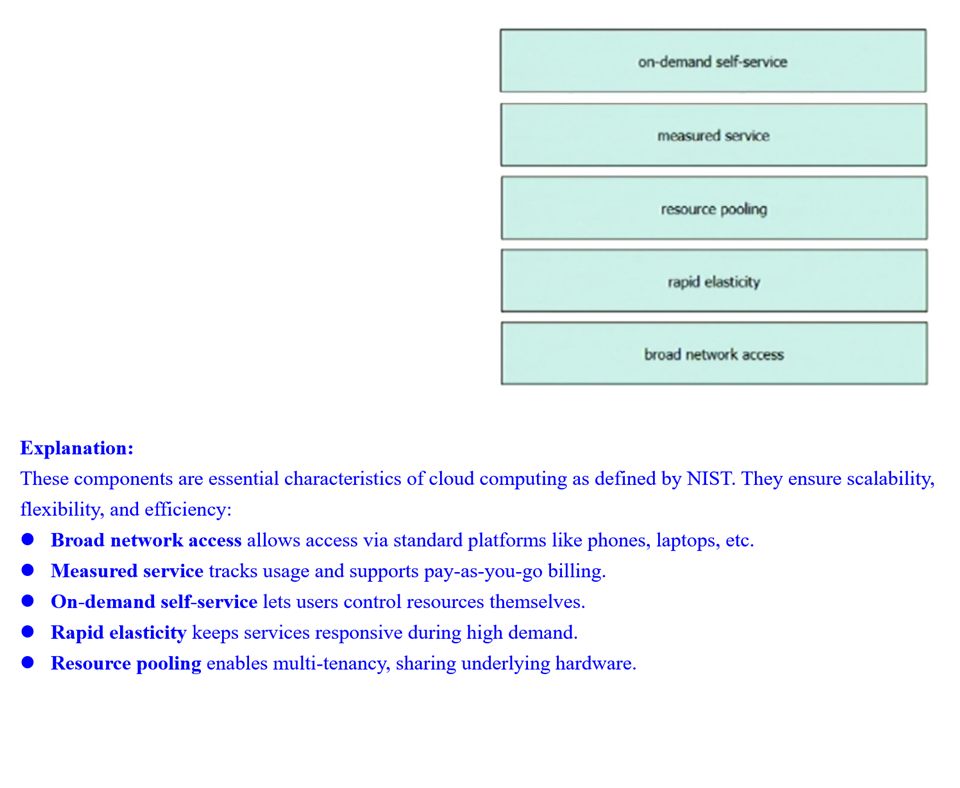 on-demand self-service
measured service
resource pooling
rapid elasticity
broad network access
Explanation:
These components are essential characteristics of cloud computing as defined by NIST. They ensure scalability,
flexibility, and efficiency:
● Broad network access allows access via standard platforms like phones, laptops, etc.
● Measured service tracks usage and supports pay-as-you-go billing.
● On-demand self-service lets users control resources themselves.
● Rapid elasticity keeps services responsive during high demand.
● Resource pooling enables multi-tenancy, sharing underlying hardware.